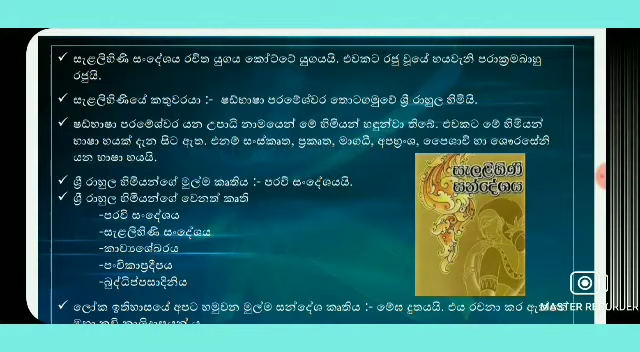 ✓ සැළලිහිණි සංදේශය රචිත යුගය කෝට්ටේ යුගයයි. එවකට රජු වූයේ හයවැනි පරාක්‍රමබාහු
රජුයි.
✓ සැළලිහිණියේ කතුවරයා :- ෂඩ්භාෂා පරමේශ්වර තොටගමුවේ ශ්‍රී රාහුල හිමියි.
✓ ෂඩ්භාෂා පරමේශ්වර යන උපාධි නාමයෙන් මෙ හිමියන් හඳුන්වා තිබේ. එවකට මේ හිමියන්
භාෂා හයක් දැන සිට ඇත. එනම් සංස්කෘත, ප්‍රකෘත, මාගධී, අපභ්‍රංශ, පෛශාචි හා ශෞරසේනි
යන භාෂා හයයි.
✓ ශ්‍රී රාහුල හිමියන්ගේ මුල්ම කෘතිය :- පරවි සංදේශයයි.
✓ ශ්‍රී රාහුල හිමියන්ගේ වෙනත් කෘති
-පරවි සංදේශය
-සැළලිහිණි සංදේශය
-කාව්‍යශේඛරය
-පංචිකාප්‍රදීපය
-බුද්ධිප්පසාදිනිය
සැළලිහිණි
සන්දේශය
✓ ලෝක ඉතිහාසයේ අපට හමුවන මුල්ම සන්දේශ කෘතිය :- මේඝ දූතයයි. එය රචනා කර
MASTER RECORDER